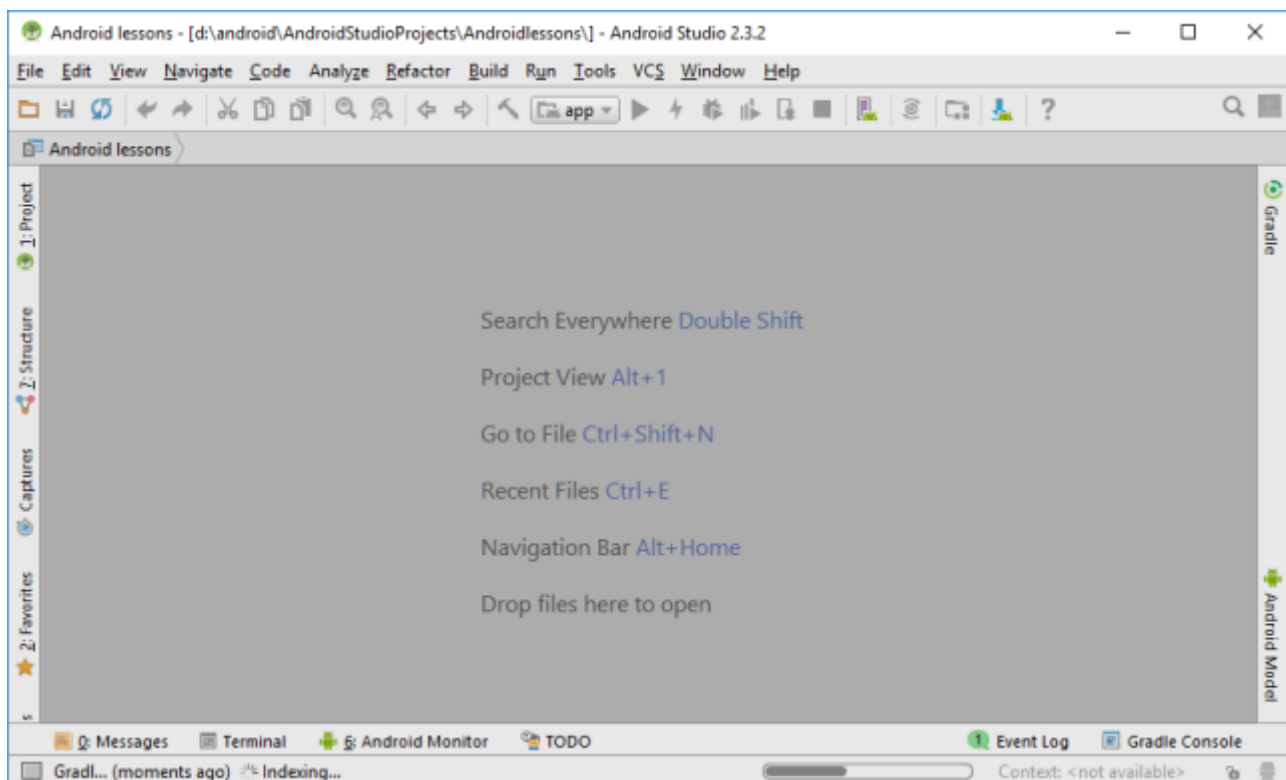 Android lessons - [d:\android\AndroidStudioProjects\Androidlessons\] - Android Studio 2.3.2
File Edit View Navigate Code Analyze Refactor Build Run Tools VCS Window Help
app
?
Android lessons
1: Project
7: Structure
Captures
2: Favorites
s
Search Everywhere Double Shift
Project View Alt+1
Go to File Ctrl+Shift+N
Recent Files Ctrl+E
Navigation Bar Alt+Home
Drop files here to open
Gradle
Android Model
0: Messages Terminal 6: Android Monitor TODO 1 Event Log Gradle Console
Gradl... (moments ago) Indexing... Context: <not available>